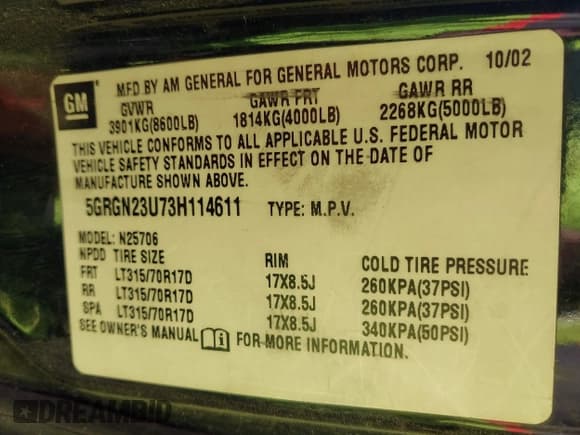 GM
MFD BY AM GENERAL FOR GENERAL MOTORS CORP. 10/02
GVWR GAWR FRT GAWR RR
3901KG(8600LB) 1814KG(4000LB) 2268KG(5000LB)
THIS VEHICLE CONFORMS TO ALL APPLICABLE U.S. FEDERAL MOTOR
VEHICLE SAFETY STANDARDS IN EFFECT ON THE DATE OF
MANUFACTURE SHOWN ABOVE.
5GRGN23U73H114611 TYPE: M.P.V.
MODEL: N25706
NPDD TIRE SIZE RIM COLD TIRE PRESSURE
FRT LT315/70R17D 17X8.5J 260KPA(37PSI)
RR LT315/70R17D 17X8.5J 260KPA(37PSI)
SPA LT315/70R17D 17X8.5J 340KPA(50PSI)
SEE OWNER'S MANUAL i FOR MORE INFORMATION.
DREAMBID